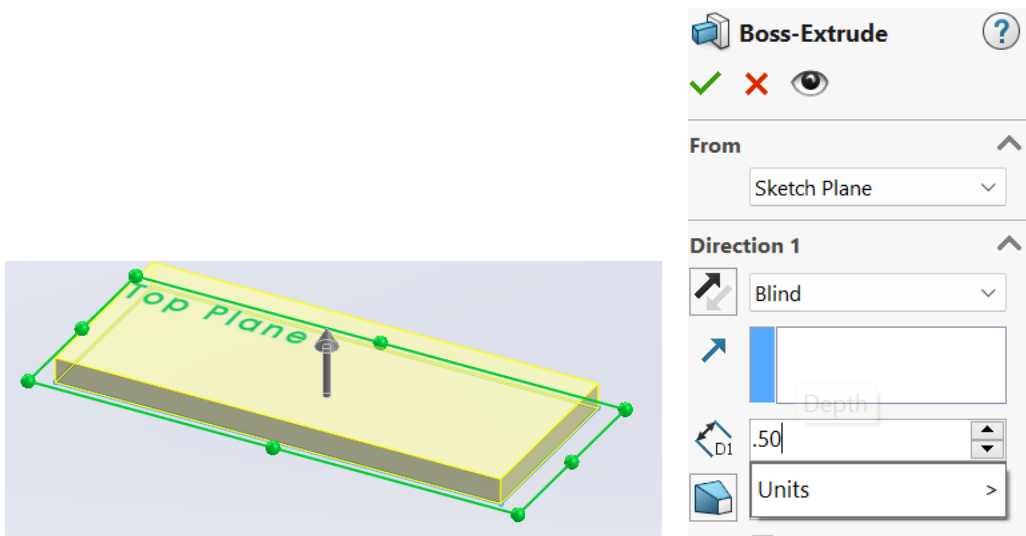 Top Plane
Boss-Extrude
?
From
Sketch Plane
Direction 1
Blind
Depth
D1 .50
Units >